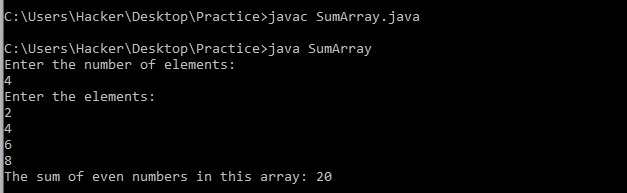 C:\Users\Hacker\Desktop\Practice>javac SumArray.java
C:\Users\Hacker\Desktop\Practice>java SumArray
Enter the number of elements:
4
Enter the elements:
2
4
6
8
The sum of even numbers in this array: 20